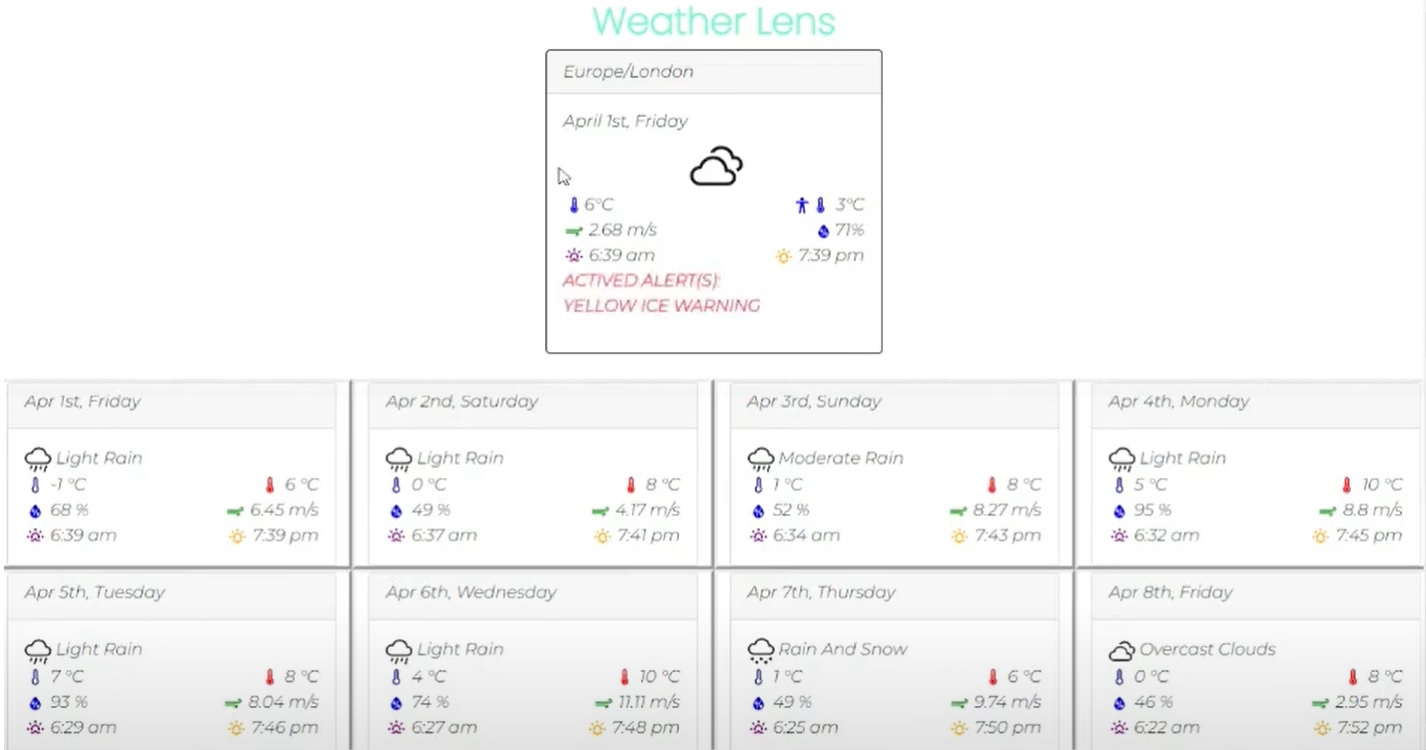 Weather Lens
Europe/London
April 1st, Friday
6°C 3°C
2.68 m/s 71%
6:39 am 7:39 pm
ACTIVED ALERT(S):
YELLOW ICE WARNING
Apr 1st, Friday
Light Rain
-1 °C 6 °C
68 % 6.45 m/s
6:39 am 7:39 pm
Apr 2nd, Saturday
Light Rain
0 °C 8 °C
49 % 4.17 m/s
6:37 am 7:41 pm
Apr 3rd, Sunday
Moderate Rain
1 °C 8 °C
52 % 8.27 m/s
6:34 am 7:43 pm
Apr 4th, Monday
Light Rain
5 °C 10 °C
95 % 8.8 m/s
6:32 am 7:45 pm
Apr 5th, Tuesday
Light Rain
7 °C 8 °C
93 % 8.04 m/s
6:29 am 7:46 pm
Apr 6th, Wednesday
Light Rain
4 °C 10 °C
74 % 11.11 m/s
6:27 am 7:48 pm
Apr 7th, Thursday
Rain And Snow
1 °C 6 °C
49 % 9.74 m/s
6:25 am 7:50 pm
Apr 8th, Friday
Overcast Clouds
0 °C 8 °C
46 % 2.95 m/s
6:22 am 7:52 pm